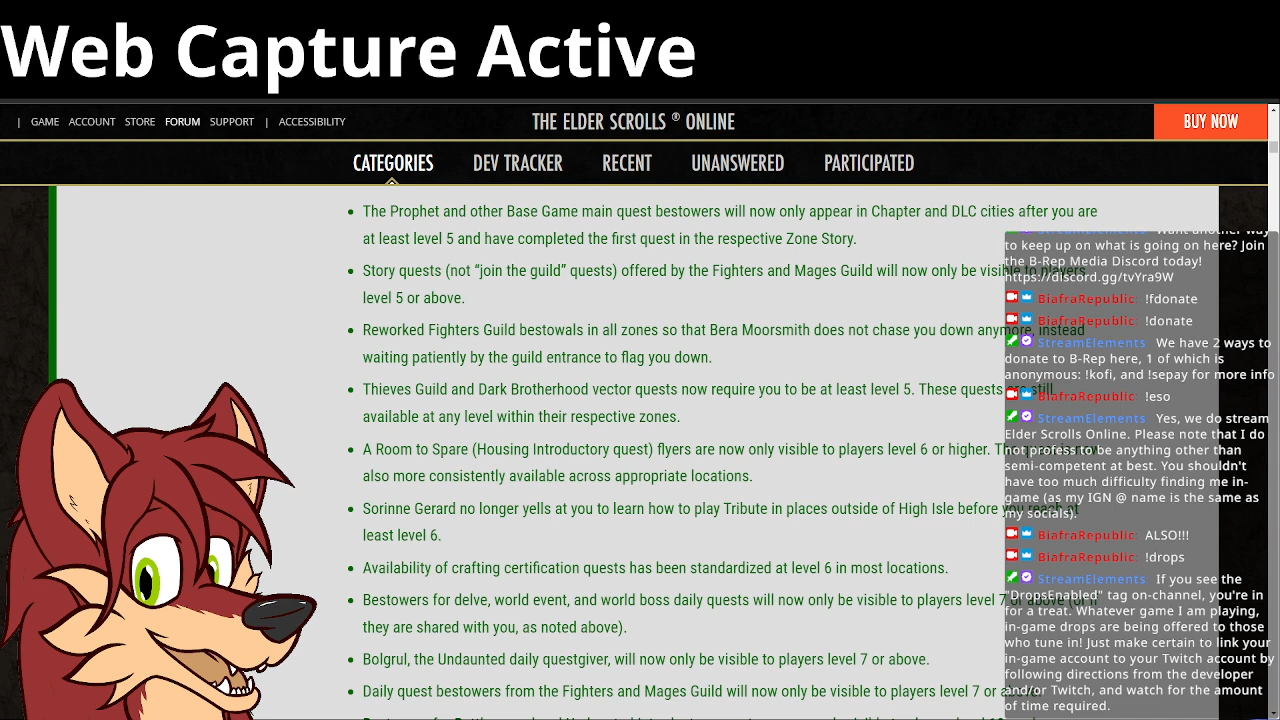 Web Capture Active
| GAME ACCOUNT STORE FORUM SUPPORT | ACCESSIBILITY
THE ELDER SCROLLS ® ONLINE
BUY NOW
CATEGORIES DEV TRACKER RECENT UNANSWERED PARTICIPATED
• The Prophet and other Base Game main quest bestowers will now only appear in Chapter and DLC cities after you are
at least level 5 and have completed the first quest in the respective Zone Story.
• Story quests (not “join the guild” quests) offered by the Fighters and Mages Guild will now only be visible to players
level 5 or above.
• Reworked Fighters Guild bestowals in all zones so that Bera Moorsmith does not chase you down anymore, instead
waiting patiently by the guild entrance to flag you down.
• Thieves Guild and Dark Brotherhood vector quests now require you to be at least level 5. These quests are still
available at any level within their respective zones.
• A Room to Spare (Housing Introductory quest) flyers are now only visible to players level 6 or higher. The
also more consistently available across appropriate locations.
• Sorinne Gerard no longer yells at you to learn how to play Tribute in places outside of High Isle before you reach at
least level 6.
• Availability of crafting certification quests has been standardized at level 6 in most locations.
• Bestowers for delve, world event, and world boss daily quests will now only be visible to players level 7 or above (or if
they are shared with you, as noted above).
• Bolgrul, the Undaunted daily questgiver, will now only be visible to players level 7 or above.
• Daily quest bestowers from the Fighters and Mages Guild will now only be visible to players level 7 or above.
StreamElements Want another way
to keep up on what is going on here? Join
the B-Rep Media Discord today!
https://discord.gg/tvYra9W
BiafraRepublic: !fdonate
BiafraRepublic: !donate
StreamElements We have 2 ways to
donate to B-Rep here, 1 of which is
anonymous: !kofi, and !sepay for more info
BiafraRepublic: !eso
StreamElements Yes, we do stream
Elder Scrolls Online. Please note that I do
not profess to be anything other than
semi-competent at best. You shouldn't
have too much difficulty finding me in-
game (as my IGN @ name is the same as
my socials).
BiafraRepublic: ALSO!!!
BiafraRepublic: !drops
StreamElements If you see the
"DropsEnabled" tag on-channel, you're in
for a treat. Whatever game I am playing,
in-game drops are being offered to those
who tune in! Just make certain to link your
in-game account to your Twitch account by
following directions from the developer
and/or Twitch, and watch for the amount
of time required.